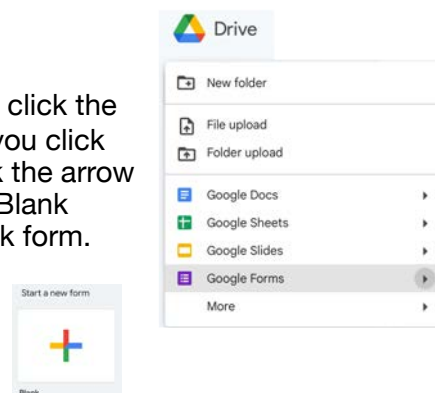 Drive
New folder
File upload
Folder upload
Google Docs
Google Sheets
Google Slides
Google Forms
More
click the
you click
the arrow
Blank
k form.
Start a new form
Blank